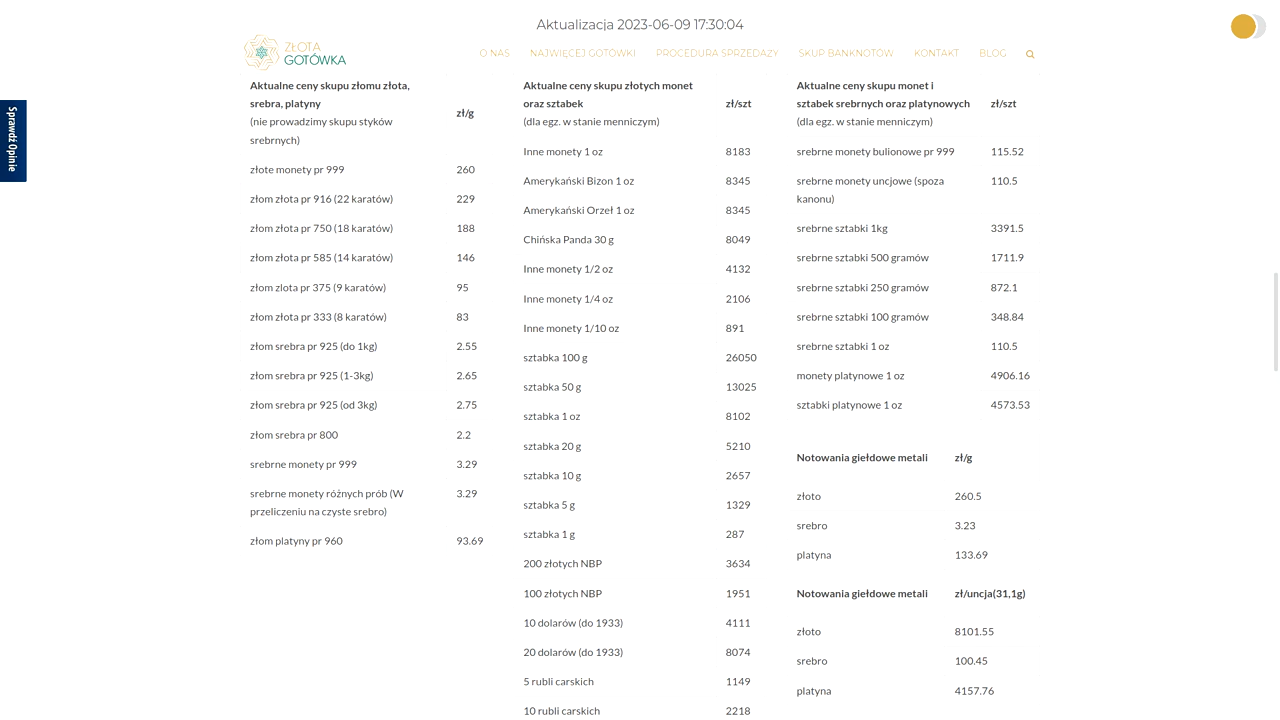 Aktualizacja 2023-06-09 17:30:04
ZŁOTA
GOTÓWKA
O NAS NAJWIĘCEJ GOTÓWKI PROCEDURA SPRZEDAŻY SKUP BANKNOTÓW KONTAKT BLOG
Sprawdź Opinie
Aktualne ceny skupu złomu złota,
srebra, platyny
(nie prowadzimy skupu styków
srebrnych)
zł/g
złote monety pr 999 260
złom złota pr 916 (22 karatów) 229
złom złota pr 750 (18 karatów) 188
złom złota pr 585 (14 karatów) 146
złom zlota pr 375 (9 karatów) 95
złom złota pr 333 (8 karatów) 83
złom srebra pr 925 (do 1kg) 2.55
złom srebra pr 925 (1-3kg) 2.65
złom srebra pr 925 (od 3kg) 2.75
złom srebra pr 800 2.2
srebrne monety pr 999 3.29
srebrne monety różnych prób (W 3.29
przeliczeniu na czyste srebro)
złom platyny pr 960 93.69
Aktualne ceny skupu złotych monet
oraz sztabek zł/szt
(dla egz. w stanie menniczym)
Inne monety 1 oz 8183
Amerykański Bizon 1 oz 8345
Amerykański Orzeł 1 oz 8345
Chińska Panda 30 g 8049
Inne monety 1/2 oz 4132
Inne monety 1/4 oz 2106
Inne monety 1/10 oz 891
sztabka 100 g 26050
sztabka 50 g 13025
sztabka 1 oz 8102
sztabka 20 g 5210
sztabka 10 g 2657
sztabka 5 g 1329
sztabka 1 g 287
200 złotych NBP 3634
100 złotych NBP 1951
10 dolarów (do 1933) 4111
20 dolarów (do 1933) 8074
5 rubli carskich 1149
10 rubli carskich 2218
Aktualne ceny skupu monet i
sztabek srebrnych oraz platynowych zł/szt
(dla egz. w stanie menniczym)
srebrne monety bulionowe pr 999 115.52
srebrne monety uncjowe (spoza 110.5
kanonu)
srebrne sztabki 1kg 3391.5
srebrne sztabki 500 gramów 1711.9
srebrne sztabki 250 gramów 872.1
srebrne sztabki 100 gramów 348.84
srebrne sztabki 1 oz 110.5
monety platynowe 1 oz 4906.16
sztabki platynowe 1 oz 4573.53
Notowania giełdowe metali zł/g
złoto 260.5
srebro 3.23
platyna 133.69
Notowania giełdowe metali zł/uncja(31,1g)
złoto 8101.55
srebro 100.45
platyna 4157.76